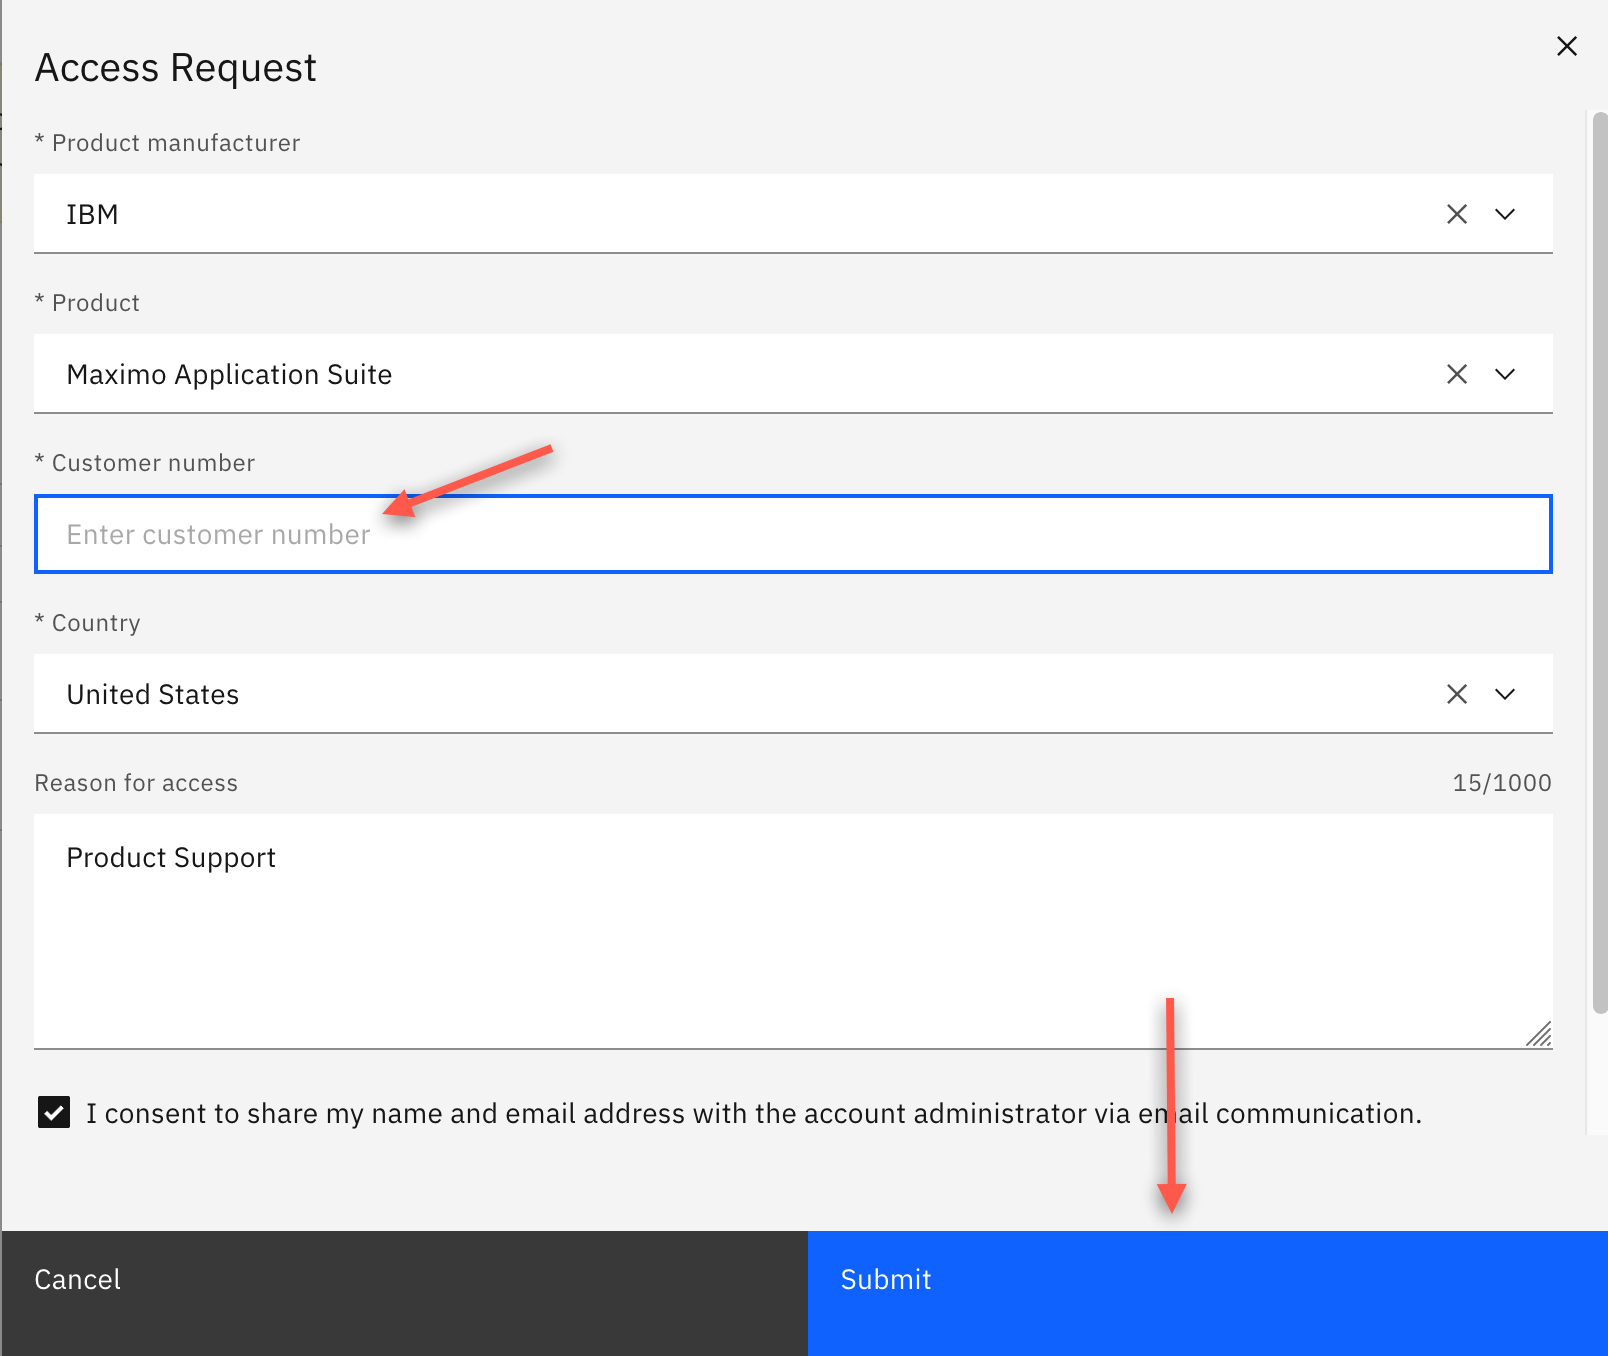 Access Request
* Product manufacturer
IBM
* Product
Maximo Application Suite
* Customer number
Enter customer number
* Country
United States
Reason for access 15/1000
Product Support
I consent to share my name and email address with the account administrator via email communication.
Cancel Submit